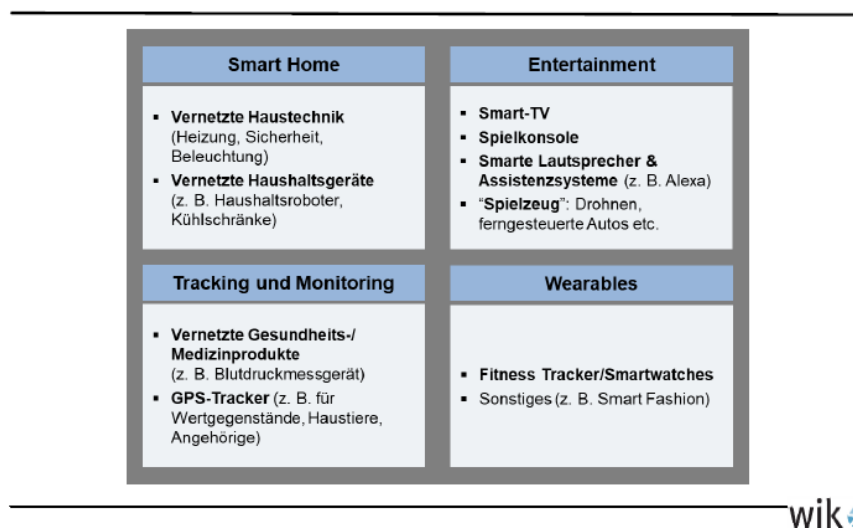 Smart Home
Vernetzte Haustechnik
(Heizung, Sicherheit,
Beleuchtung)
Vernetzte Haushaltsgeräte
(z. B. Haushaltsroboter,
Kühlschränke)
Entertainment
Smart-TV
Spielkonsole
Smarte Lautsprecher &
Assistenzsysteme (z. B. Alexa)
“Spielzeug”: Drohnen,
ferngesteuerte Autos etc.
Tracking und Monitoring
Vernetzte Gesundheits-/
Medizinprodukte
(z. B. Blutdruckmessgerät)
GPS-Tracker (z. B. für
Wertgegenstände, Haustiere,
Angehörige)
Wearables
Fitness Tracker/Smartwatches
Sonstiges (z. B. Smart Fashion)
wik